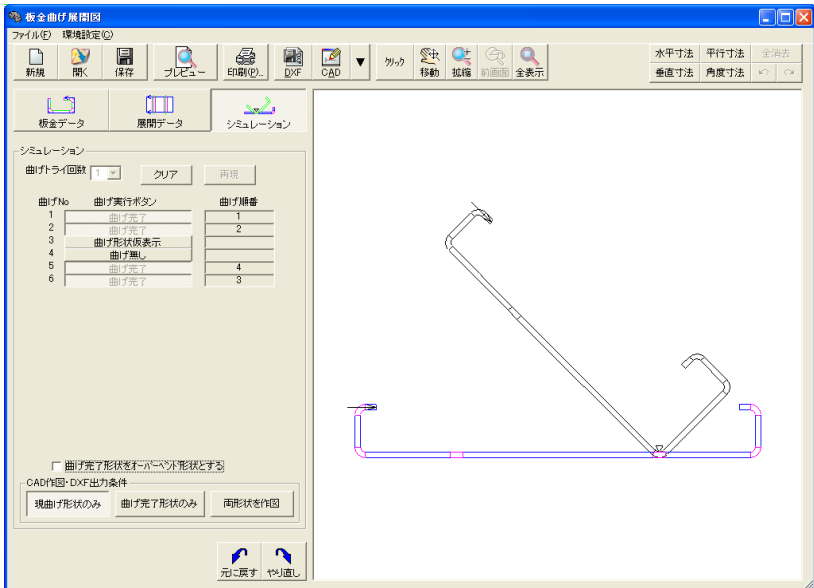 板金曲げ展開図
ファイル(F) 環境設定(C)
新規 開く 保存 プレビュー 印刷(P).. DXF CAD ▼ クリック 移動 拡縮 前画面 全表示
水平寸法 平行寸法 全消去
垂直寸法 角度寸法
板金データ 展開データ シミュレーション
シミュレーション
曲げトライ回数 1 クリア 再現
曲げNo 曲げ実行ボタン 曲げ順番
1 曲げ完了 1
2 曲げ完了 2
3 曲げ形状仮表示
4 曲げ無し
5 曲げ完了 4
6 曲げ完了 3
曲げ完了形状をオーバーベンド形状とする
CAD作図・DXF出力条件
現曲げ形状のみ 曲げ完了形状のみ 両形状を作図
元に戻す やり直し